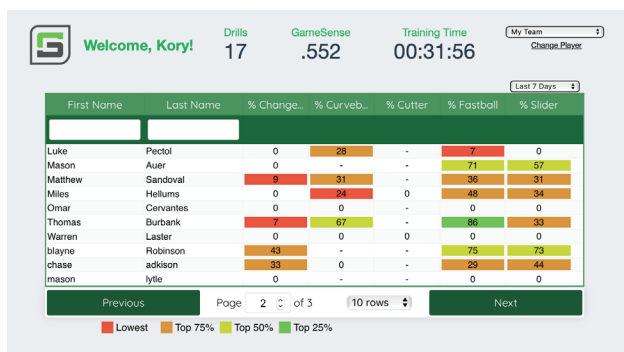 Welcome, Kory!
Drills
17
GameSense
.552
Training Time
00:31:56
My Team
Change Player
Last 7 Days
First Name Last Name % Change... % Curveb... % Cutter % Fastball % Slider
Luke Pectol 0 28 - 7 0
Mason Auer 0 - - 71 57
Matthew Sandoval 9 31 - 36 31
Miles Hellums 0 24 0 48 34
Omar Cervantes 0 0 - 0 0
Thomas Burbank 7 67 - 86 33
Warren Laster 0 0 0 0 0
blayne Robinson 43 - - 75 73
chase adkison 33 0 - 29 44
mason lytle 0 - - 0 0
Previous Page 2 of 3 10 rows Next
Lowest Top 75% Top 50% Top 25%